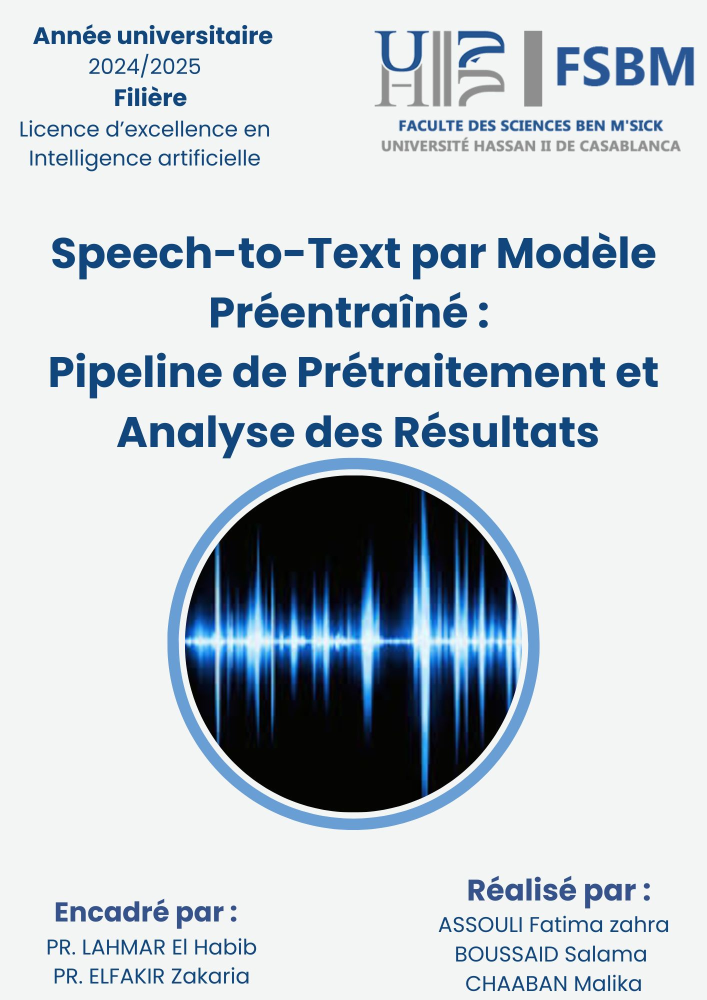 Année universitaire
2024/2025
Filière
Licence d’excellence en
Intelligence artificielle
UH
FSBM
FACULTE DES SCIENCES BEN M'SICK
UNIVERSITÉ HASSAN II DE CASABLANCA
Speech-to-Text par Modèle
Préentraîné :
Pipeline de Prétraitement et
Analyse des Résultats
Encadré par :
PR. LAHMAR El Habib
PR. ELFAKIR Zakaria
Réalisé par :
ASSOULI Fatima zahra
BOUSSAID Salama
CHAABAN Malika